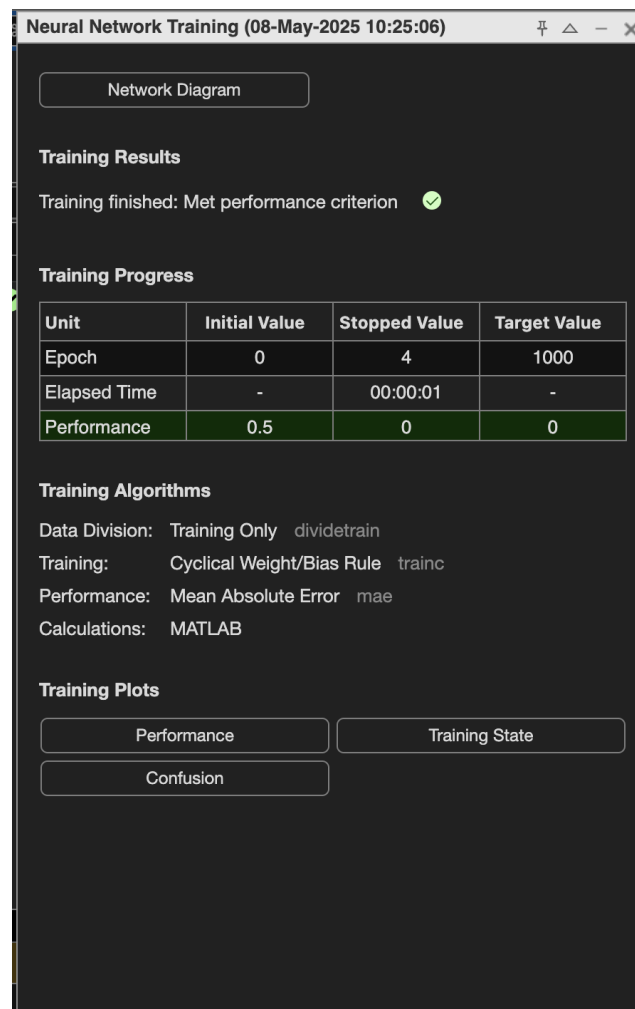 Neural Network Training (08-May-2025 10:25:06)
Network Diagram
Training Results
Training finished: Met performance criterion
Training Progress
Unit Initial Value Stopped Value Target Value
Epoch 0 4 1000
Elapsed Time - 00:00:01 -
Performance 0.5 0 0
Training Algorithms
Data Division: Training Only dividetrain
Training: Cyclical Weight/Bias Rule trainc
Performance: Mean Absolute Error mae
Calculations: MATLAB
Training Plots
Performance Training State
Confusion